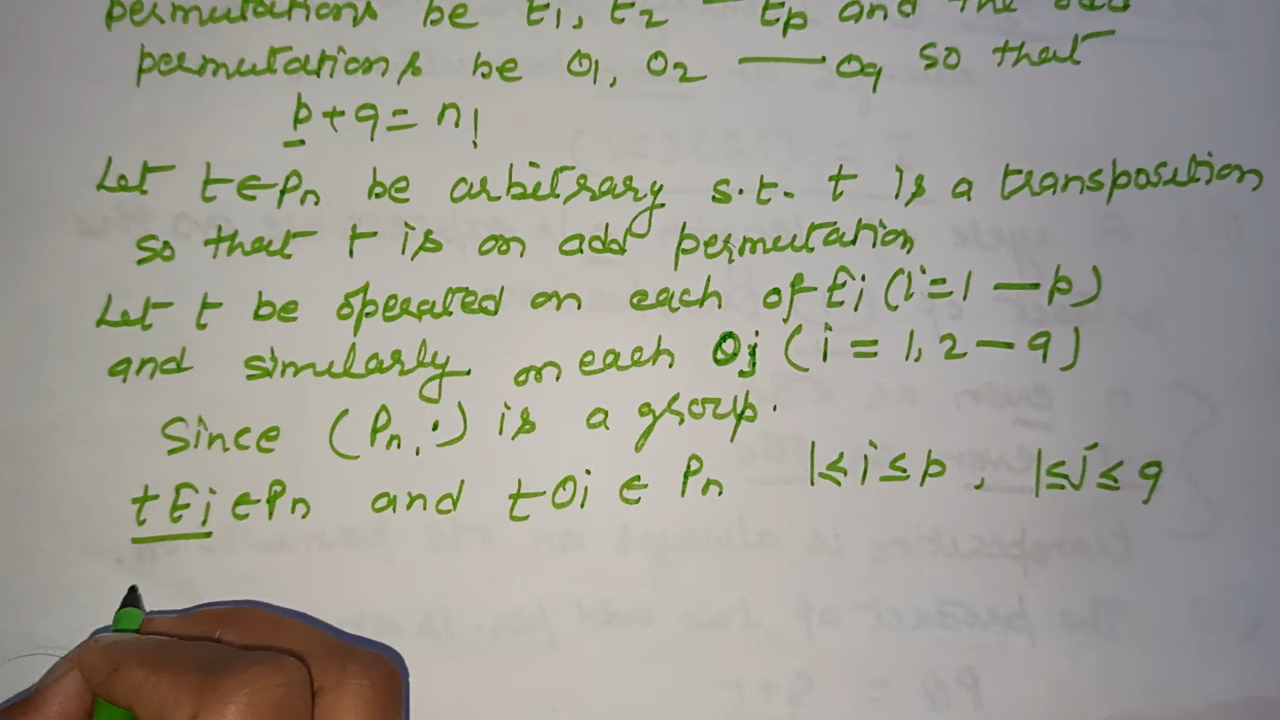 permutations be E1, E2 — Ep and the odd
permutations be O1, O2 —— Oq so that
p+q = n!
Let t ∈ Pn be arbitrary s.t. t is a transposition
so that t is on add permutation
Let t be operated on each of Ei (i=1 — p)
and similarly on each Oj (i = 1, 2 — q)
Since (Pn, ·) is a group.
tEi ∈ Pn and tOi ∈ Pn 1≤i≤p, 1≤j≤q